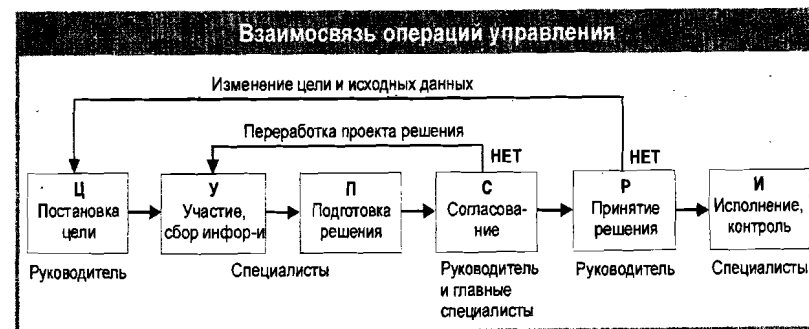 Взаимосвязь операций управления
Изменение цели и исходных данных
Переработка проекта решения
НЕТ
НЕТ
Ц
Постановка
цели
У
Участие,
сбор инфор-и
П
Подготовка
решения
С
Согласова-
ние
Р
Принятие
решения
И
Исполнение,
контроль
Руководитель
Специалисты
Руководитель
и главные
специалисты
Руководитель
Специалисты